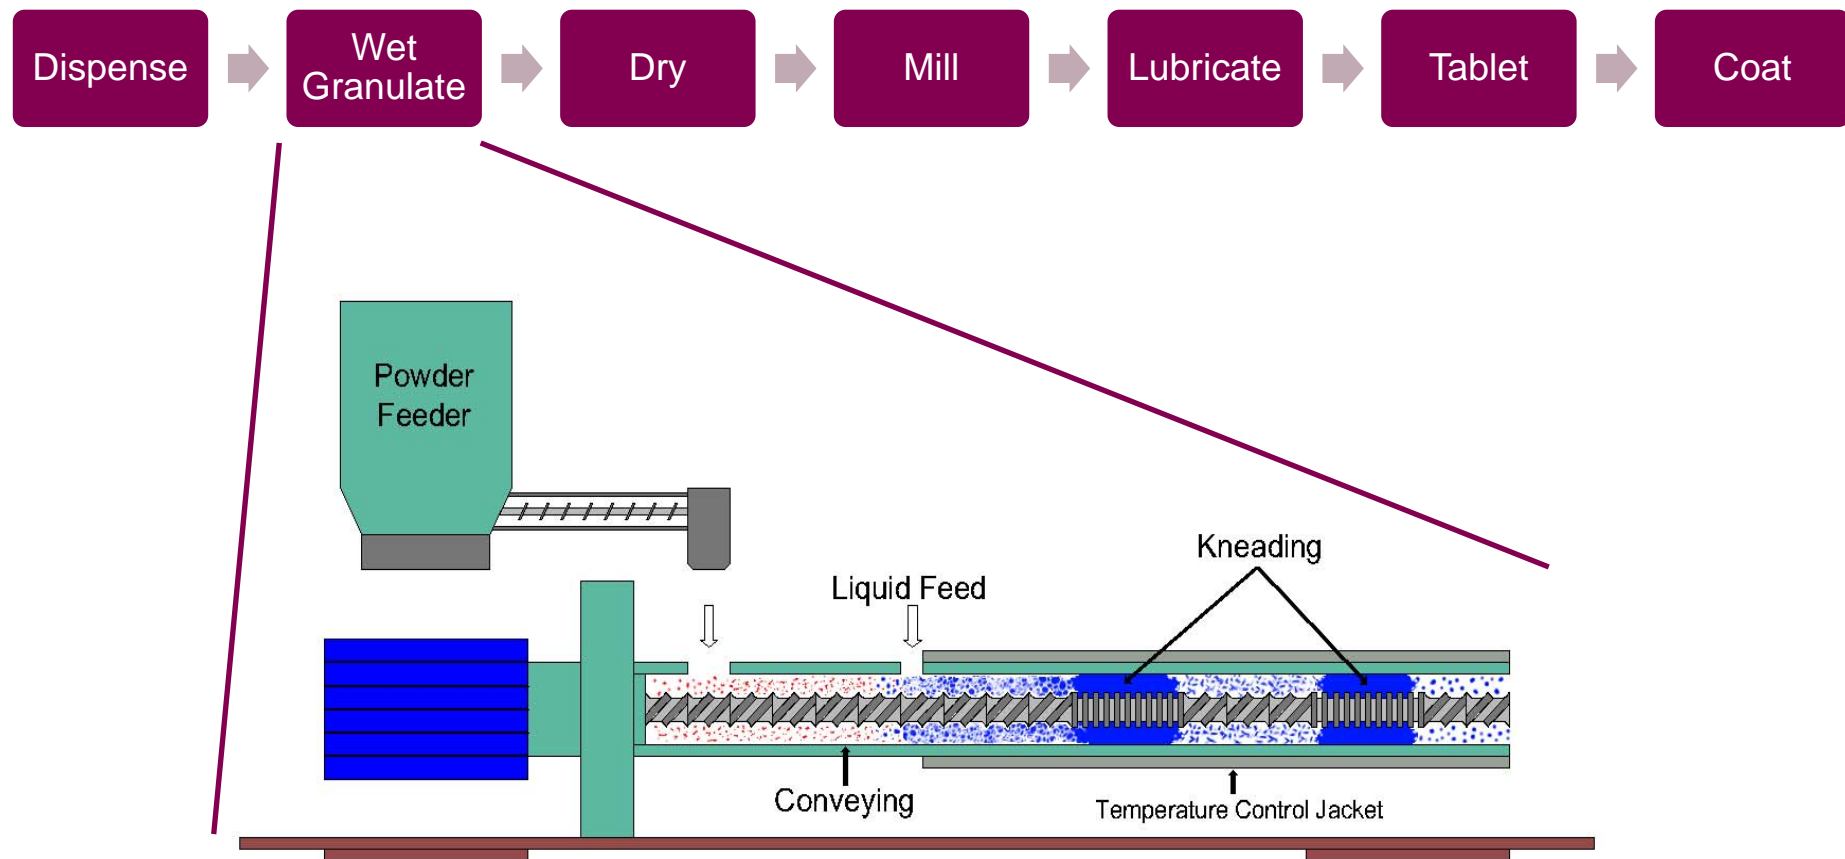 Dispense
Wet
Granulate
Dry
Mill
Lubricate
Tablet
Coat
Powder
Feeder
Kneading
Liquid Feed
Conveying
Temperature Control Jacket